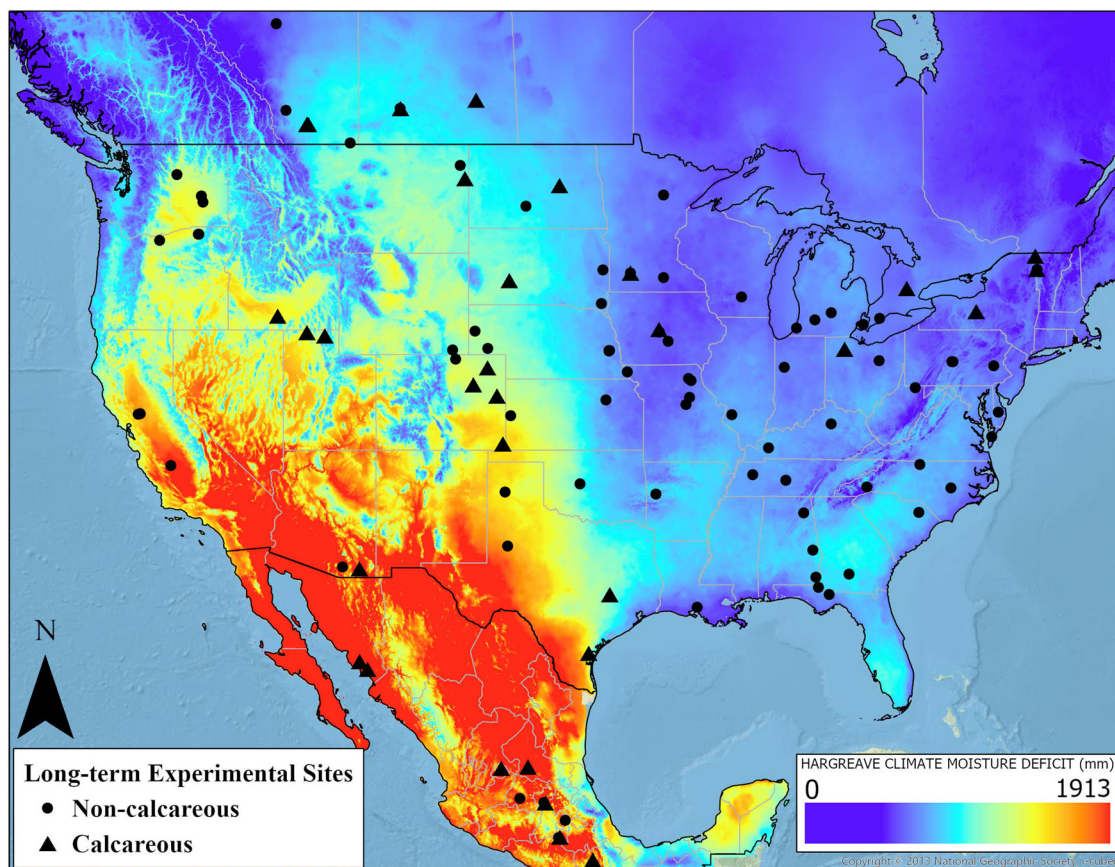 N
Long-term Experimental Sites
Non-calcareous
Calcareous
HARGREAVE CLIMATE MOISTURE DEFICIT (mm)
0 1913
Copyright © 2013 National Geographic Society, i-cubed